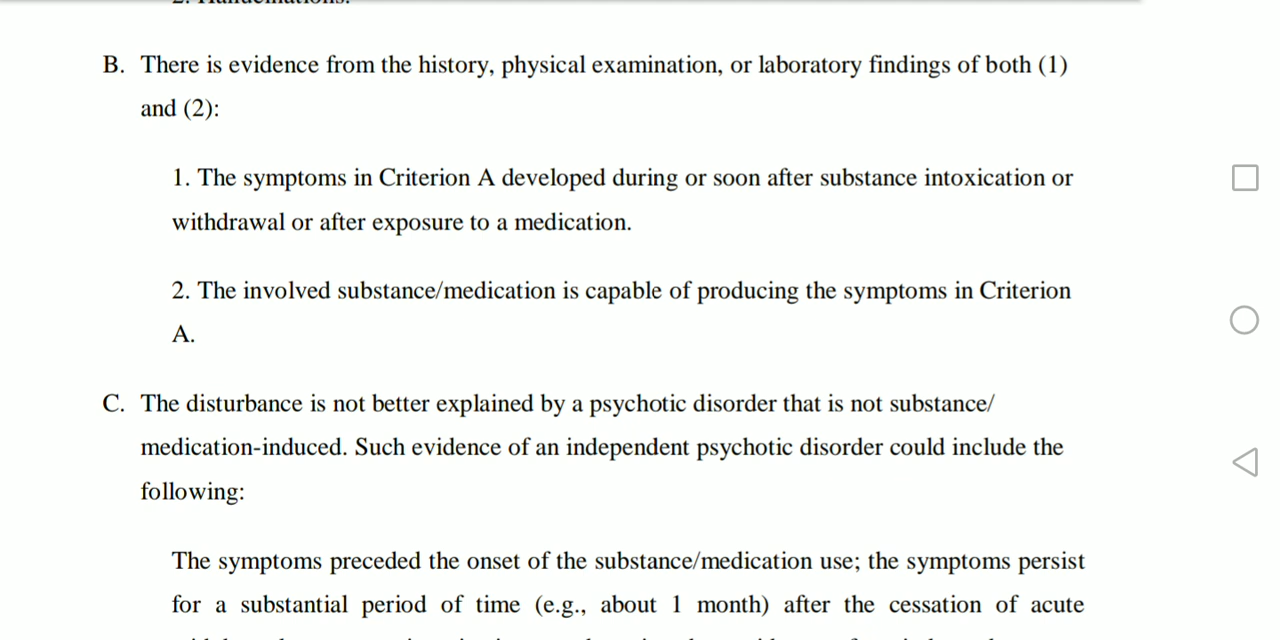 2. Hallucinations.
B. There is evidence from the history, physical examination, or laboratory findings of both (1)
and (2):
1. The symptoms in Criterion A developed during or soon after substance intoxication or
withdrawal or after exposure to a medication.
2. The involved substance/medication is capable of producing the symptoms in Criterion
A.
C. The disturbance is not better explained by a psychotic disorder that is not substance/
medication-induced. Such evidence of an independent psychotic disorder could include the
following:
The symptoms preceded the onset of the substance/medication use; the symptoms persist
for a substantial period of time (e.g., about 1 month) after the cessation of acute